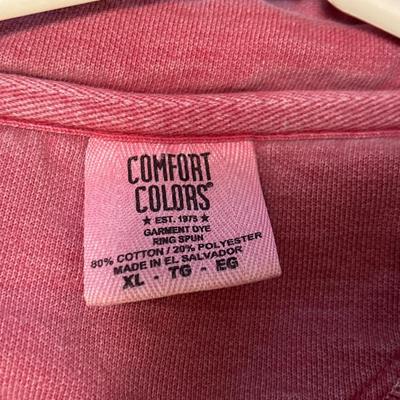 COMFORT
COLORS®
★ EST. 1975 ★
GARMENT DYE
RING SPUN
80% COTTON / 20% POLYESTER
MADE IN EL SALVADOR
XL - TG - EG